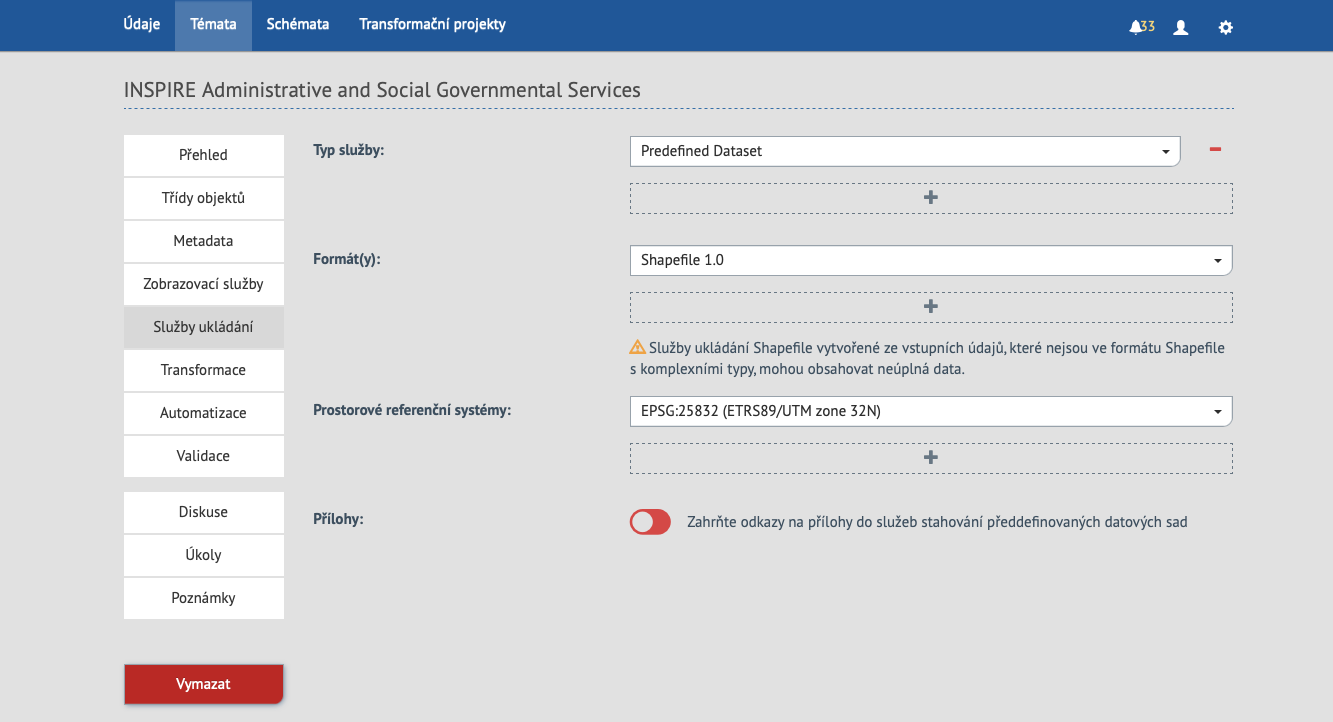 Údaje
Témata
Schémata
Transformační projekty
33
INSPIRE Administrative and Social Governmental Services
Přehled
Třídy objektů
Metadata
Zobrazovací služby
Služby ukládání
Transformace
Automatizace
Validace
Diskuse
Úkoly
Poznámky
Vymazat
Typ služby:
Predefined Dataset
Formát(y):
Shapefile 1.0
Služby ukládání Shapefile vytvořené ze vstupních údajů, které nejsou ve formátu Shapefile
s komplexními typy, mohou obsahovat neúplná data.
Prostorové referenční systémy:
EPSG:25832 (ETRS89/UTM zone 32N)
Přílohy:
Zahrňte odkazy na přílohy do služeb stahování předdefinovaných datových sad